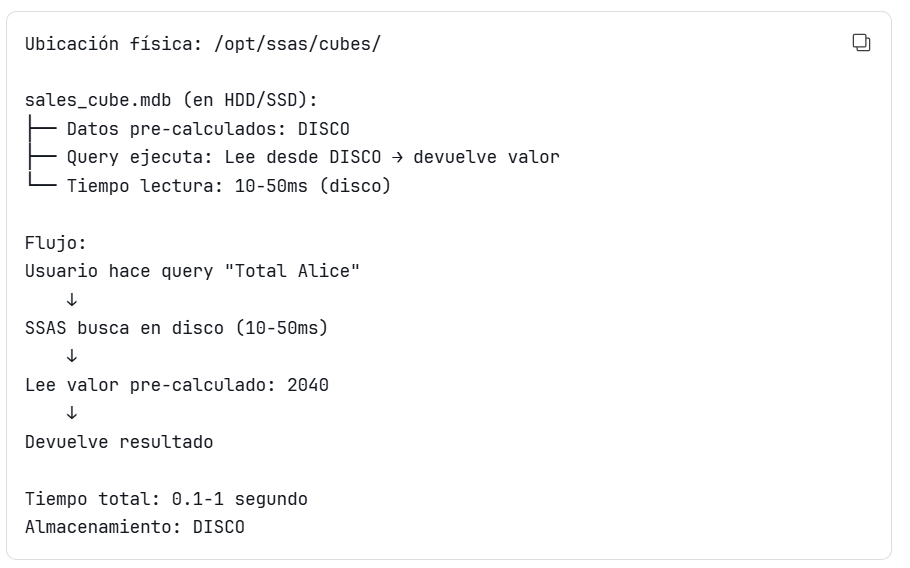 Ubicación física: /opt/ssas/cubes/
sales_cube.mdb (en HDD/SSD):
├── Datos pre-calculados: DISCO
├── Query ejecuta: Lee desde DISCO → devuelve valor
└── Tiempo lectura: 10-50ms (disco)
Flujo:
Usuario hace query "Total Alice"
↓
SSAS busca en disco (10-50ms)
↓
Lee valor pre-calculado: 2040
↓
Devuelve resultado
Tiempo total: 0.1-1 segundo
Almacenamiento: DISCO